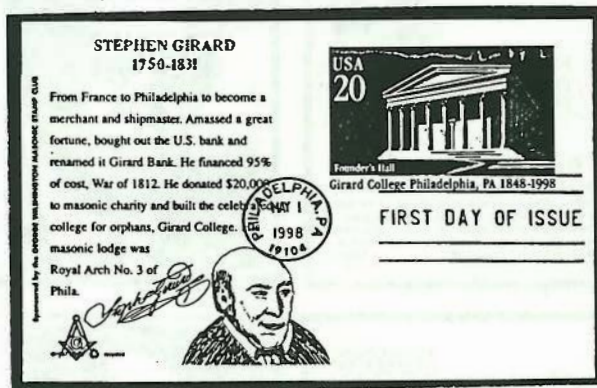 STEPHEN GIRARD
1750-1831
From France to Philadelphia to become a
merchant and shipmaster. Amassed a great
fortune, bought out the U.S. bank and
renamed it Girard Bank. He financed 95%
of cost, War of 1812. He donated $20,000
to masonic charity and built the celebrated
college for orphans, Girard College.
masonic lodge was
Royal Arch No. 3 of
Phila.
Stephen Girard
Sponsored by the GEORGE WASHINGTON MASONIC STAMP CLUB
USA
20
Founder's Hall
Girard College Philadelphia, PA 1848-1998
PHILADELPHIA, PA
MAY 1
1998
19104
FIRST DAY OF ISSUE